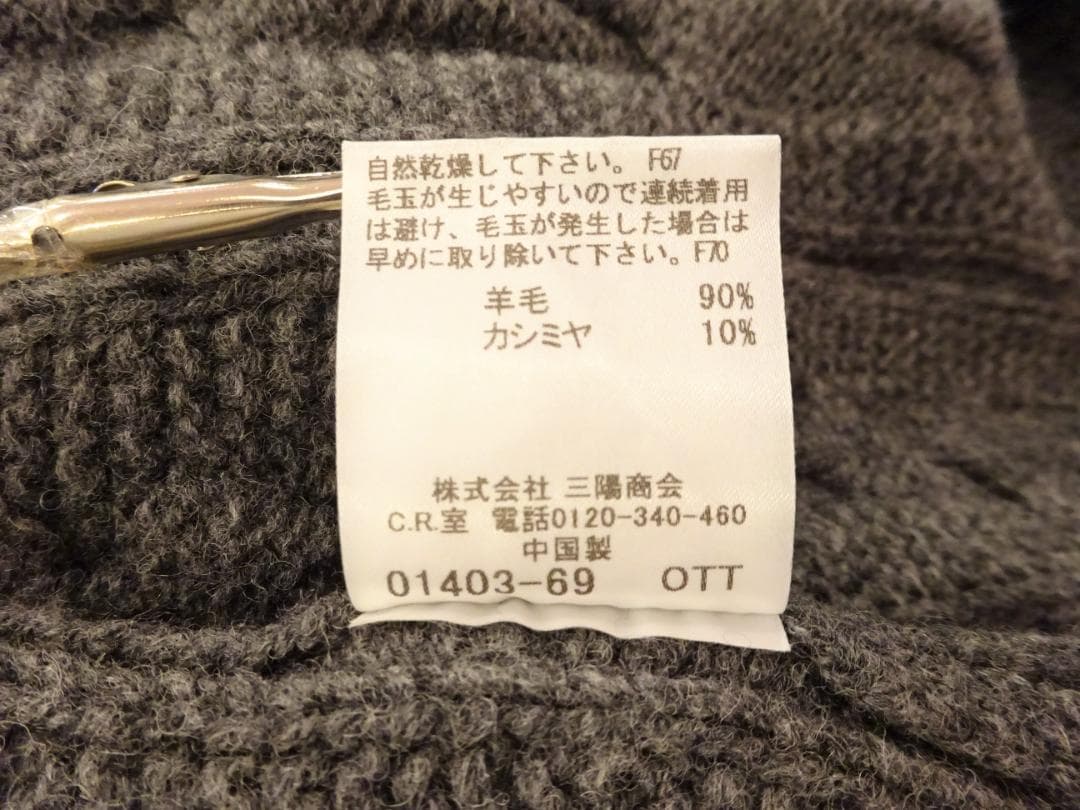 自然乾燥して下さい。 F67
毛玉が生じやすいので連続着用
は避け、毛玉が発生した場合は
早めに取り除いて下さい。F70
羊毛 90%
カシミヤ 10%
株式会社 三陽商会
C.R.室 電話0120-340-460
中国製
01403-69 OTT